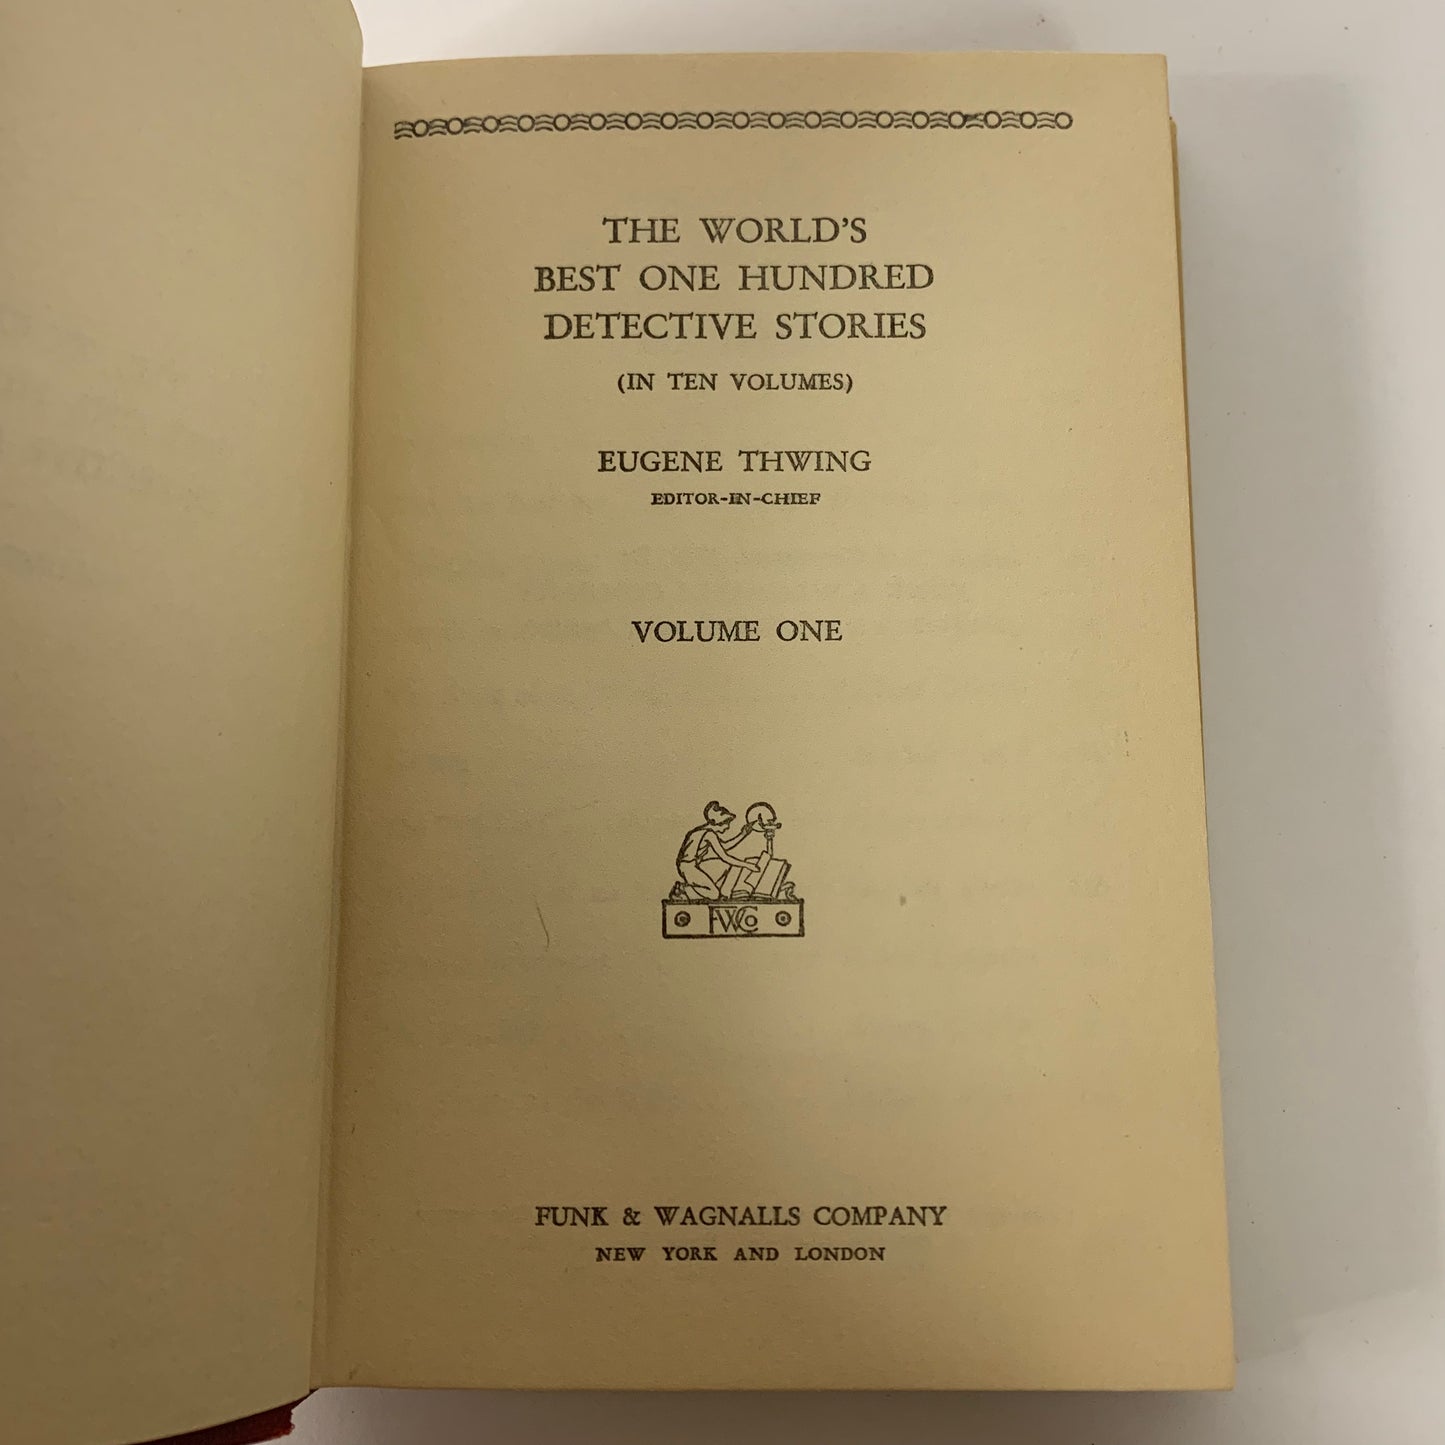 THE WORLD'S
BEST ONE HUNDRED
DETECTIVE STORIES
(IN TEN VOLUMES)
EUGENE THWING
EDITOR-IN-CHIEF
VOLUME ONE
FWCo
FUNK & WAGNALLS COMPANY
NEW YORK AND LONDON